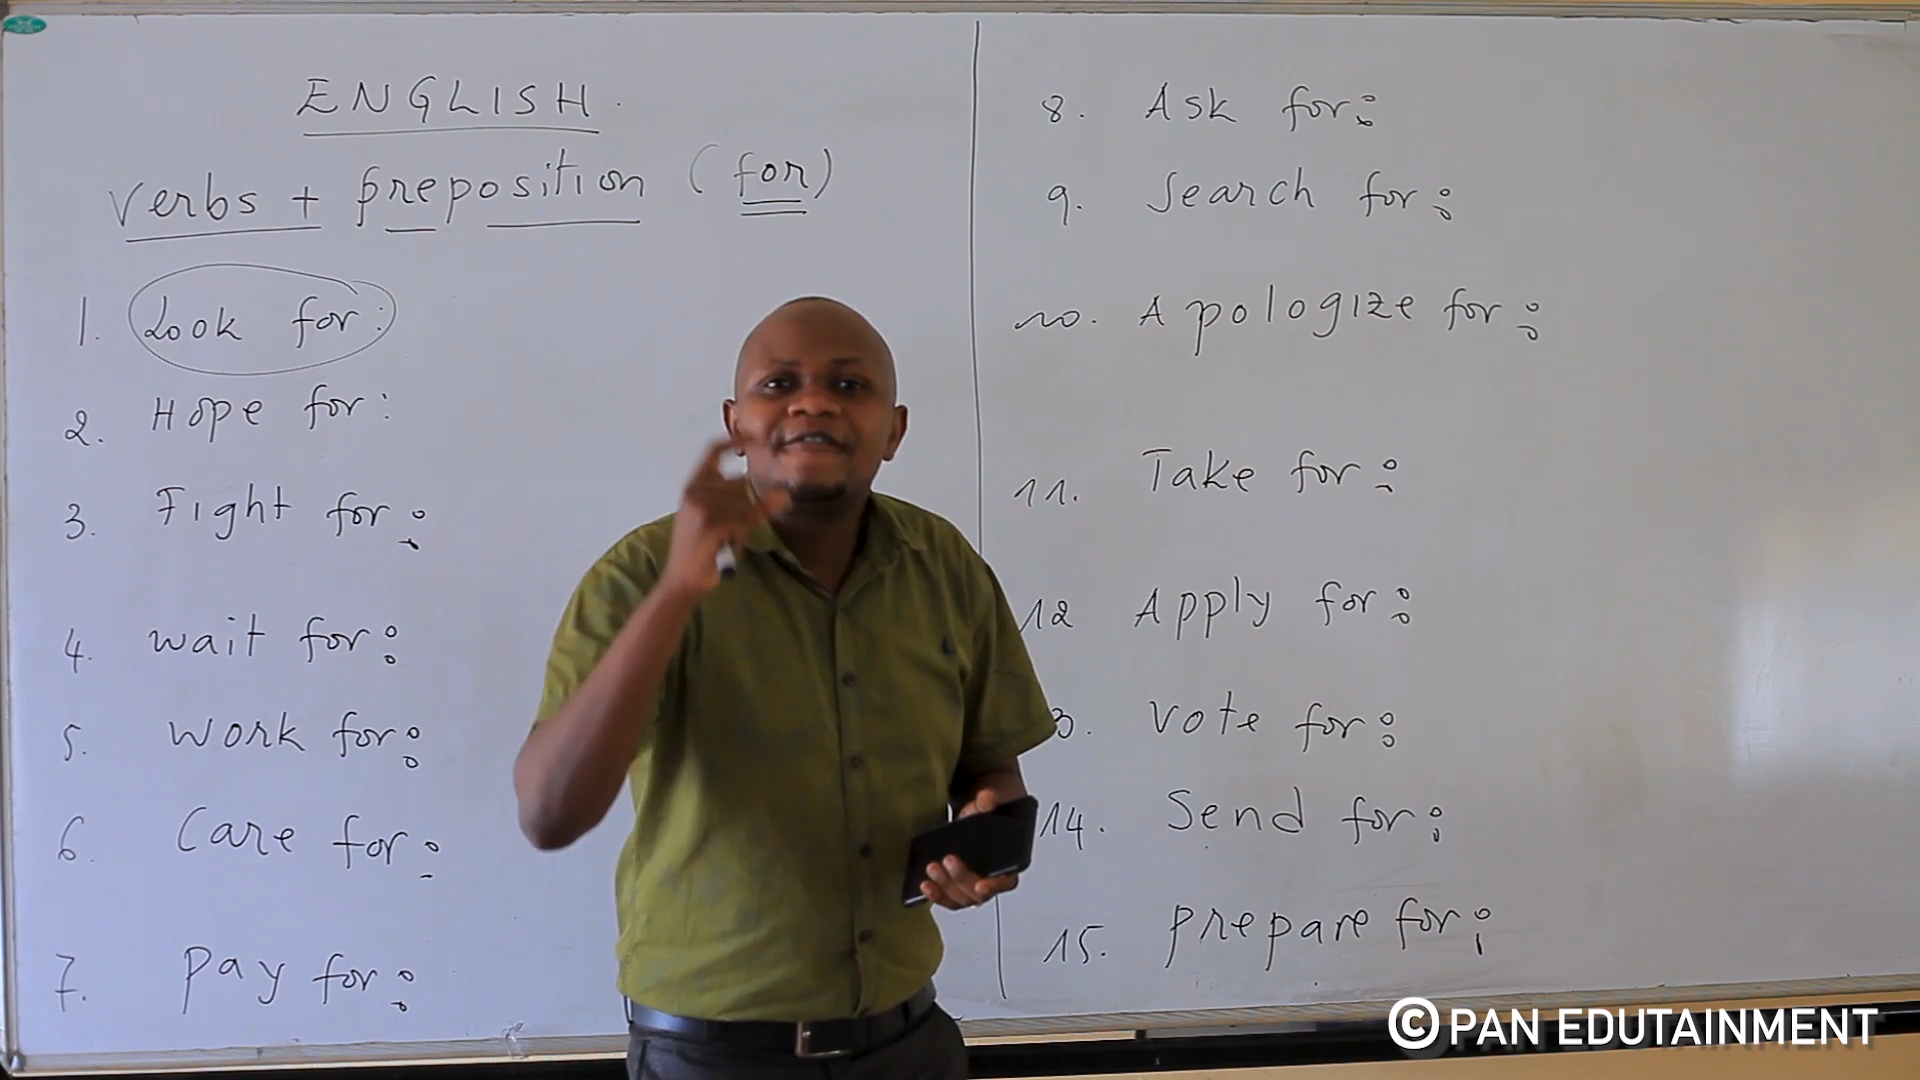 ENGLISH.
Verbs + preposition (for)
1. Look for:
2. Hope for:
3. Fight for:
4. wait for:
5. work for:
6. Care for:
7. Pay for:
8. Ask for:
9. Search for:
10. Apologize for:
11. Take for:
12 Apply for:
3. Vote for:
14. Send for:
15. prepare for:
© PAN EDUTAINMENT